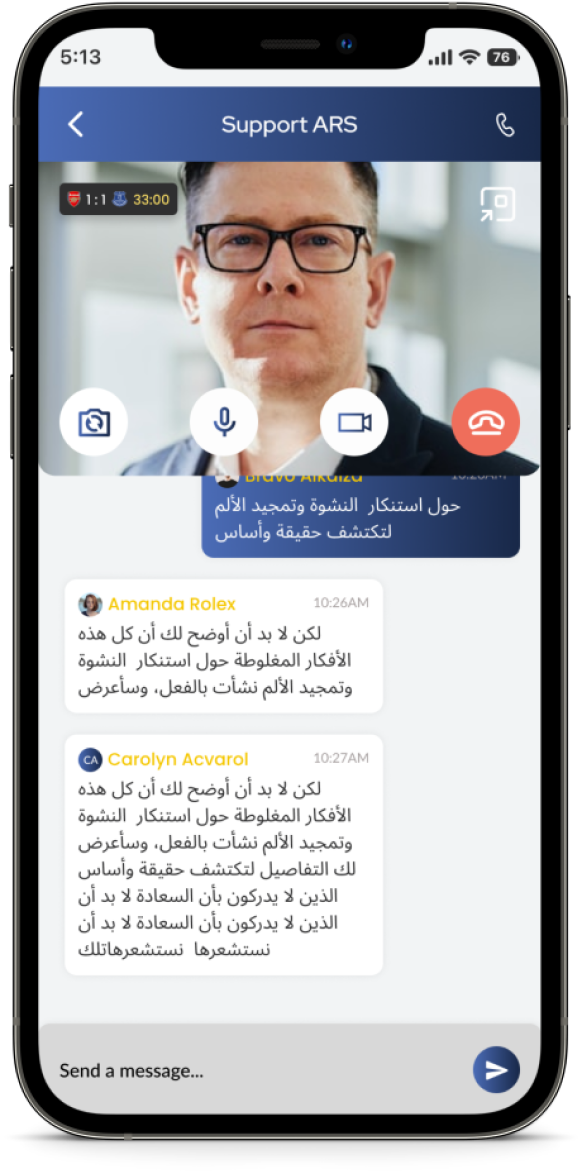 5:13
76
Support ARS
1:1 33:00
Bravo Alkaiza 10:26AM
حول استنكار النشوة وتمجيد الألم
لتكتشف حقيقة وأساس
Amanda Rolex 10:26AM
لكن لا بد أن أوضح لك أن كل هذه
الأفكار المغلوطة حول استنكار النشوة
وتمجيد الألم نشأت بالفعل، وسأعرض
CA Carolyn Acvarol 10:27AM
لكن لا بد أن أوضح لك أن كل هذه
الأفكار المغلوطة حول استنكار النشوة
وتمجيد الألم نشأت بالفعل، وسأعرض
لك التفاصيل لتكتشف حقيقة وأساس
الذين لا يدركون بأن السعادة لا بد أن
الذين لا يدركون بأن السعادة لا بد أن
نستشعرها نستشعرهاتلك
Send a message...